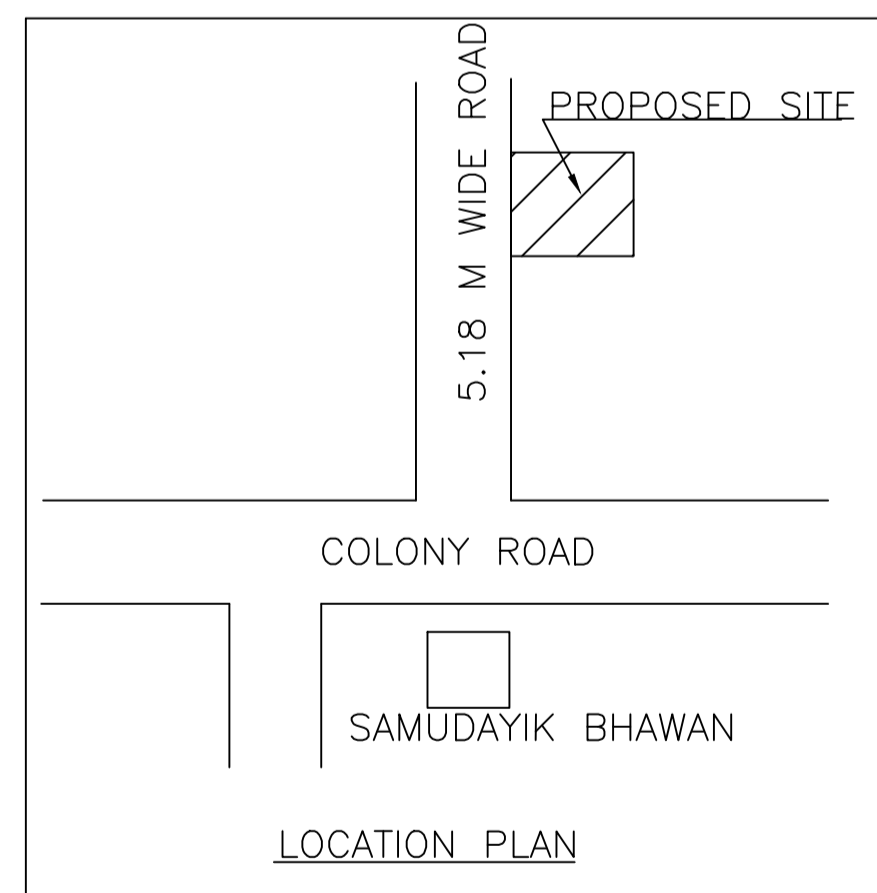 5.18 M WIDE ROAD
PROPOSED SITE
COLONY ROAD
SAMUDAYIK BHAWAN
LOCATION PLAN